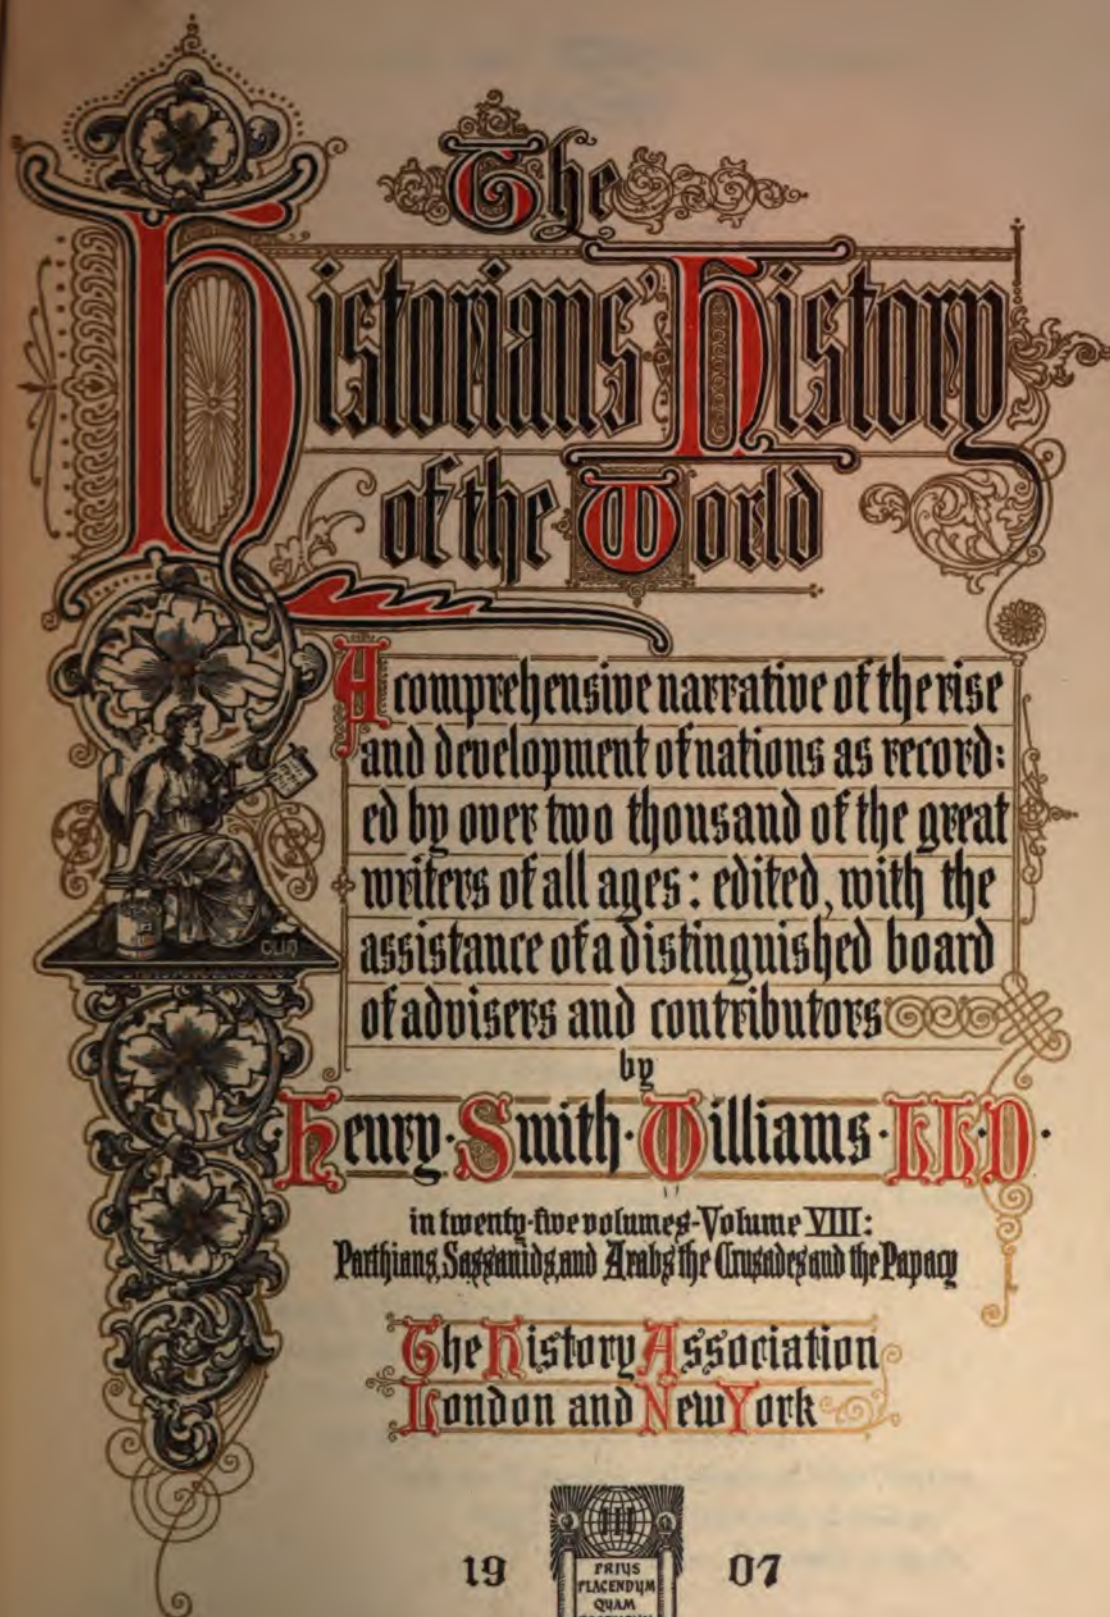 The
Historians' History
of the World
A comprehensive narrative of the rise
and development of nations as record:
ed by over two thousand of the great
writers of all ages: edited, with the
assistance of a distinguished board
of advisers and contributors
by
Henry · Smith · Williams · LL · D ·
in twenty-five volumes-Volume VIII:
Parthians, Sassanids, and Arabs the Crusades and the Papacy
The History Association
London and New York
CLIO
19 07
PRIUS
PLACENDUM
QUAM